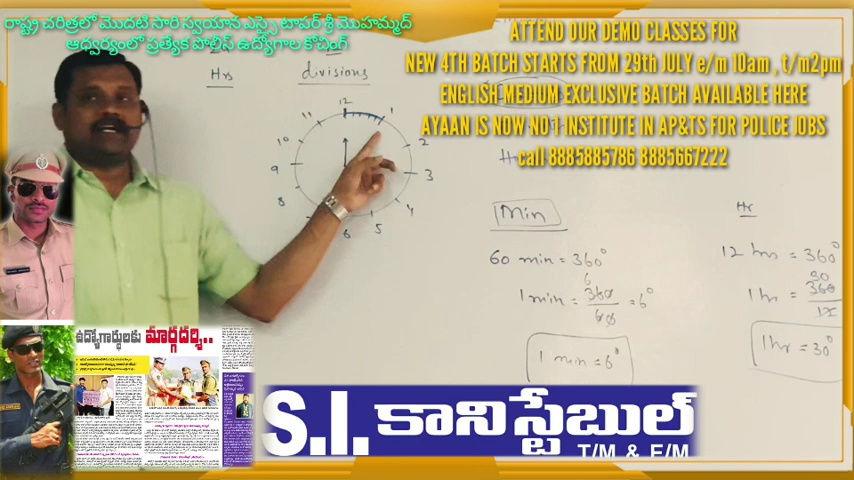 రాష్ట్ర చరిత్రలో మొదటి సారి స్వయాన ఎస్సై టాపర్ శ్రీ మొహమ్మద్
ఆధ్వర్యంలో ప్రత్యేక పోలీస్ ఉద్యోగాల కోచింగ్
ATTEND OUR DEMO CLASSES FOR
NEW 4TH BATCH STARTS FROM 29th JULY e/m 10am , t/m2pm
ENGLISH MEDIUM EXCLUSIVE BATCH AVAILABLE HERE
AYAAN IS NOW NO 1 INSTITUTE IN AP&TS FOR POLICE JOBS
call 8885885786 8885667222
Hrs divisions
12
11 1
10 2
9 3
8 4
6 5
Min
60 min = 360°
1 min = 360/60 = 6°
1 min = 6°
Hr
12 hrs = 360°
1 hr = 360/12
1hr = 30°
ఉద్యోగార్థులకు మార్గదర్శి..
S.I. కానిస్టేబుల్
T/M & E/M